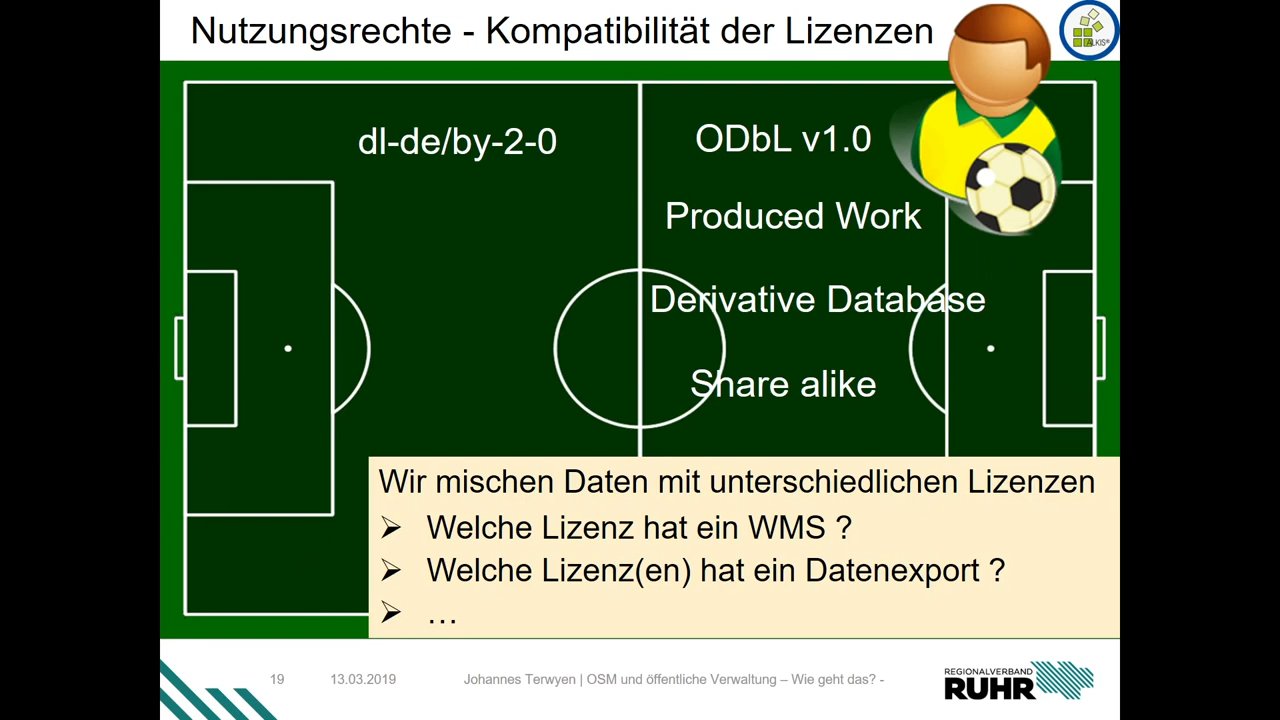 Nutzungsrechte - Kompatibilität der Lizenzen
ALKIS®
dl-de/by-2-0
ODbL v1.0
Produced Work
Derivative Database
Share alike
Wir mischen Daten mit unterschiedlichen Lizenzen
➢ Welche Lizenz hat ein WMS ?
➢ Welche Lizenz(en) hat ein Datenexport ?
➢ …
19
13.03.2019
Johannes Terwyen | OSM und öffentliche Verwaltung – Wie geht das? -
REGIONALVERBAND
RUHR